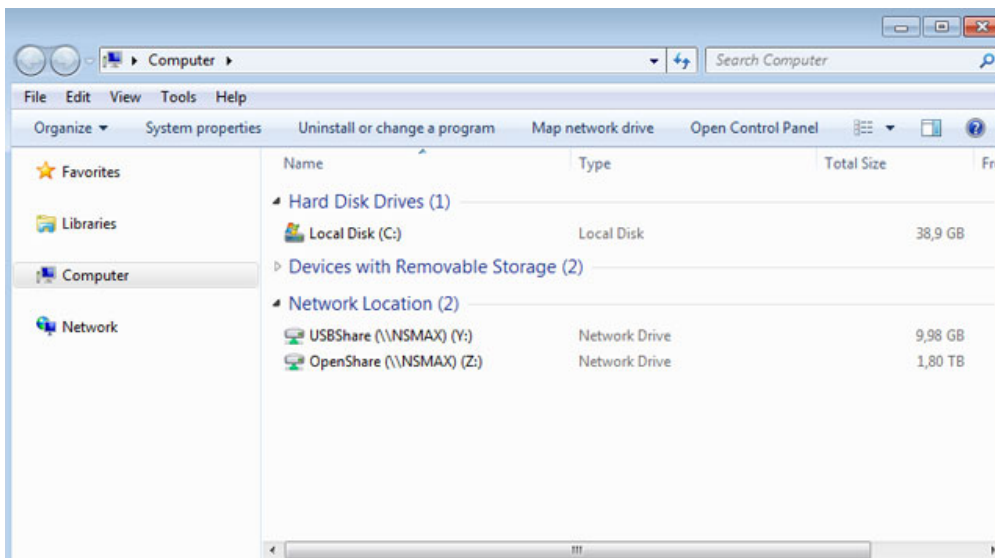 Computer
Search Computer
File Edit View Tools Help
Organize System properties Uninstall or change a program Map network drive Open Control Panel
Favorites
Libraries
Computer
Network
Name Type Total Size Fr
Hard Disk Drives (1)
Local Disk (C:) Local Disk 38,9 GB
Devices with Removable Storage (2)
Network Location (2)
USBShare (\\NSMAX) (Y:) Network Drive 9,98 GB
OpenShare (\\NSMAX) (Z:) Network Drive 1,80 TB